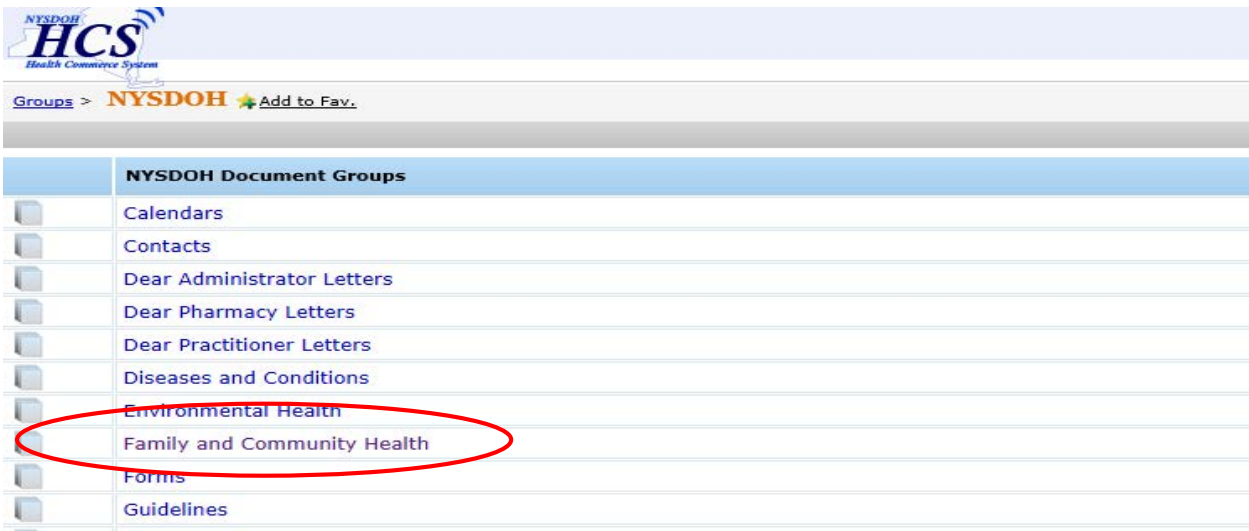 NYSDOH
HCS
Health Commerce System
Groups > NYSDOH Add to Fav.
NYSDOH Document Groups
Calendars
Contacts
Dear Administrator Letters
Dear Pharmacy Letters
Dear Practitioner Letters
Diseases and Conditions
Environmental Health
Family and Community Health
Forms
Guidelines